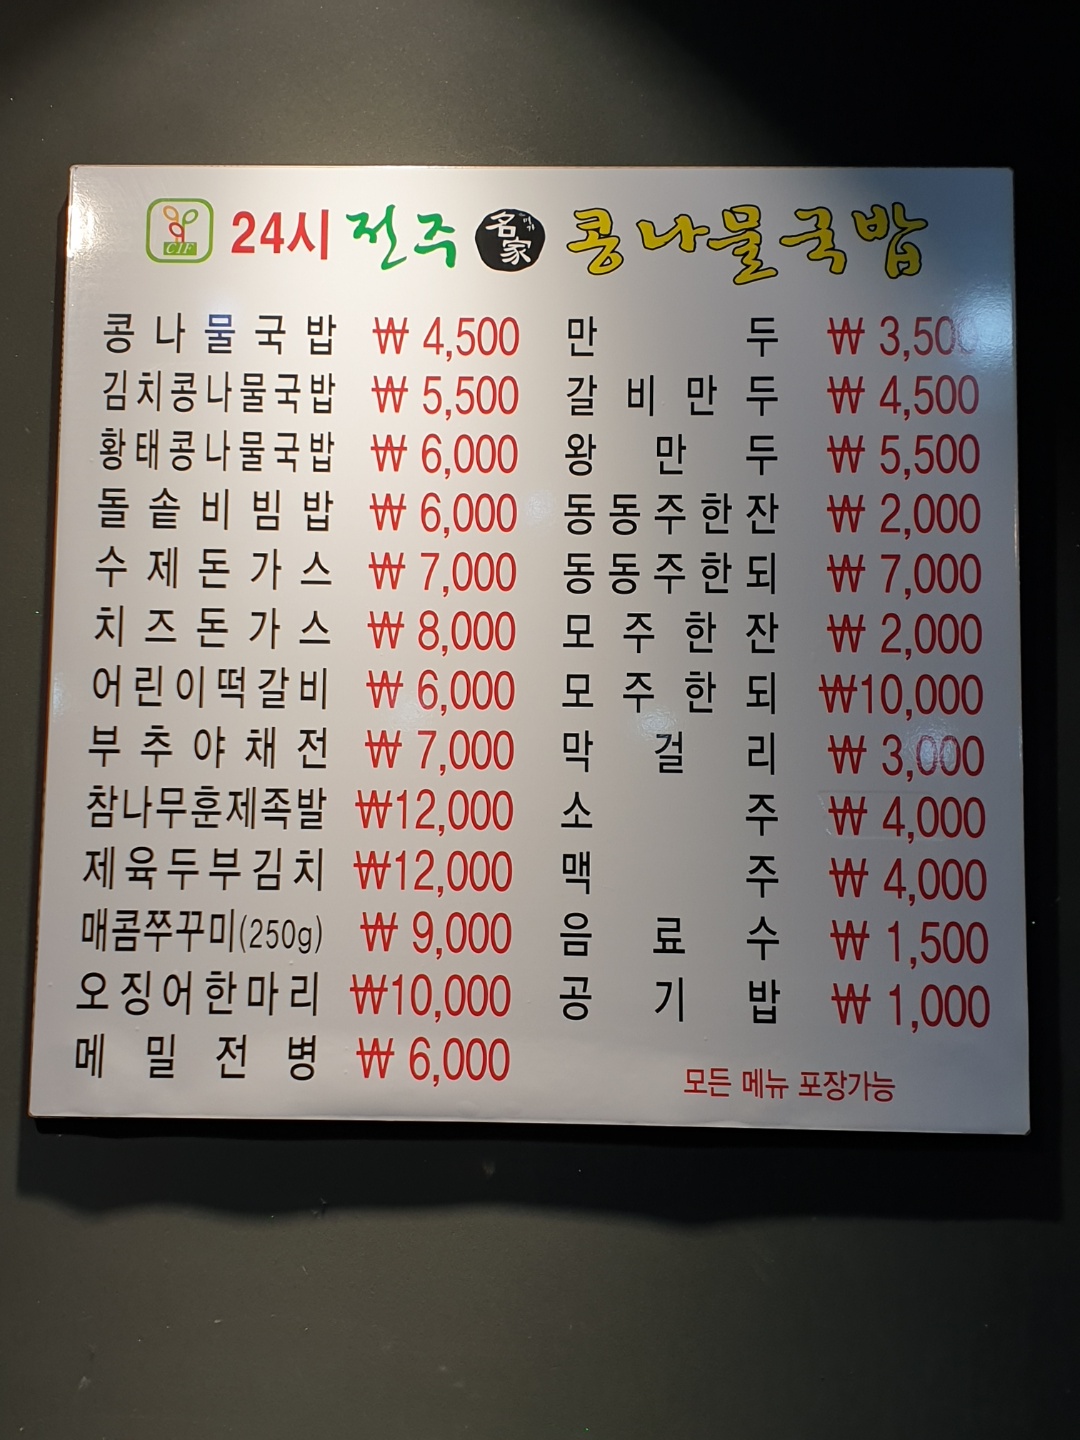 CIF 24시 전주 名家 콩나물국밥
콩나물국밥 ₩ 4,500
김치콩나물국밥 ₩ 5,500
황태콩나물국밥 ₩ 6,000
돌솥비빔밥 ₩ 6,000
수제돈가스 ₩ 7,000
치즈돈가스 ₩ 8,000
어린이떡갈비 ₩ 6,000
부추야채전 ₩ 7,000
참나무훈제족발 ₩12,000
제육두부김치 ₩12,000
매콤쭈꾸미(250g) ₩ 9,000
오징어한마리 ₩10,000
메밀전병 ₩ 6,000
만두 ₩ 3,500
갈비만두 ₩ 4,500
왕만두 ₩ 5,500
동동주한잔 ₩ 2,000
동동주한되 ₩ 7,000
모주한잔 ₩ 2,000
모주한되 ₩10,000
막걸리 ₩ 3,000
소주 ₩ 4,000
맥주 ₩ 4,000
음료수 ₩ 1,500
공기밥 ₩ 1,000
모든 메뉴 포장가능